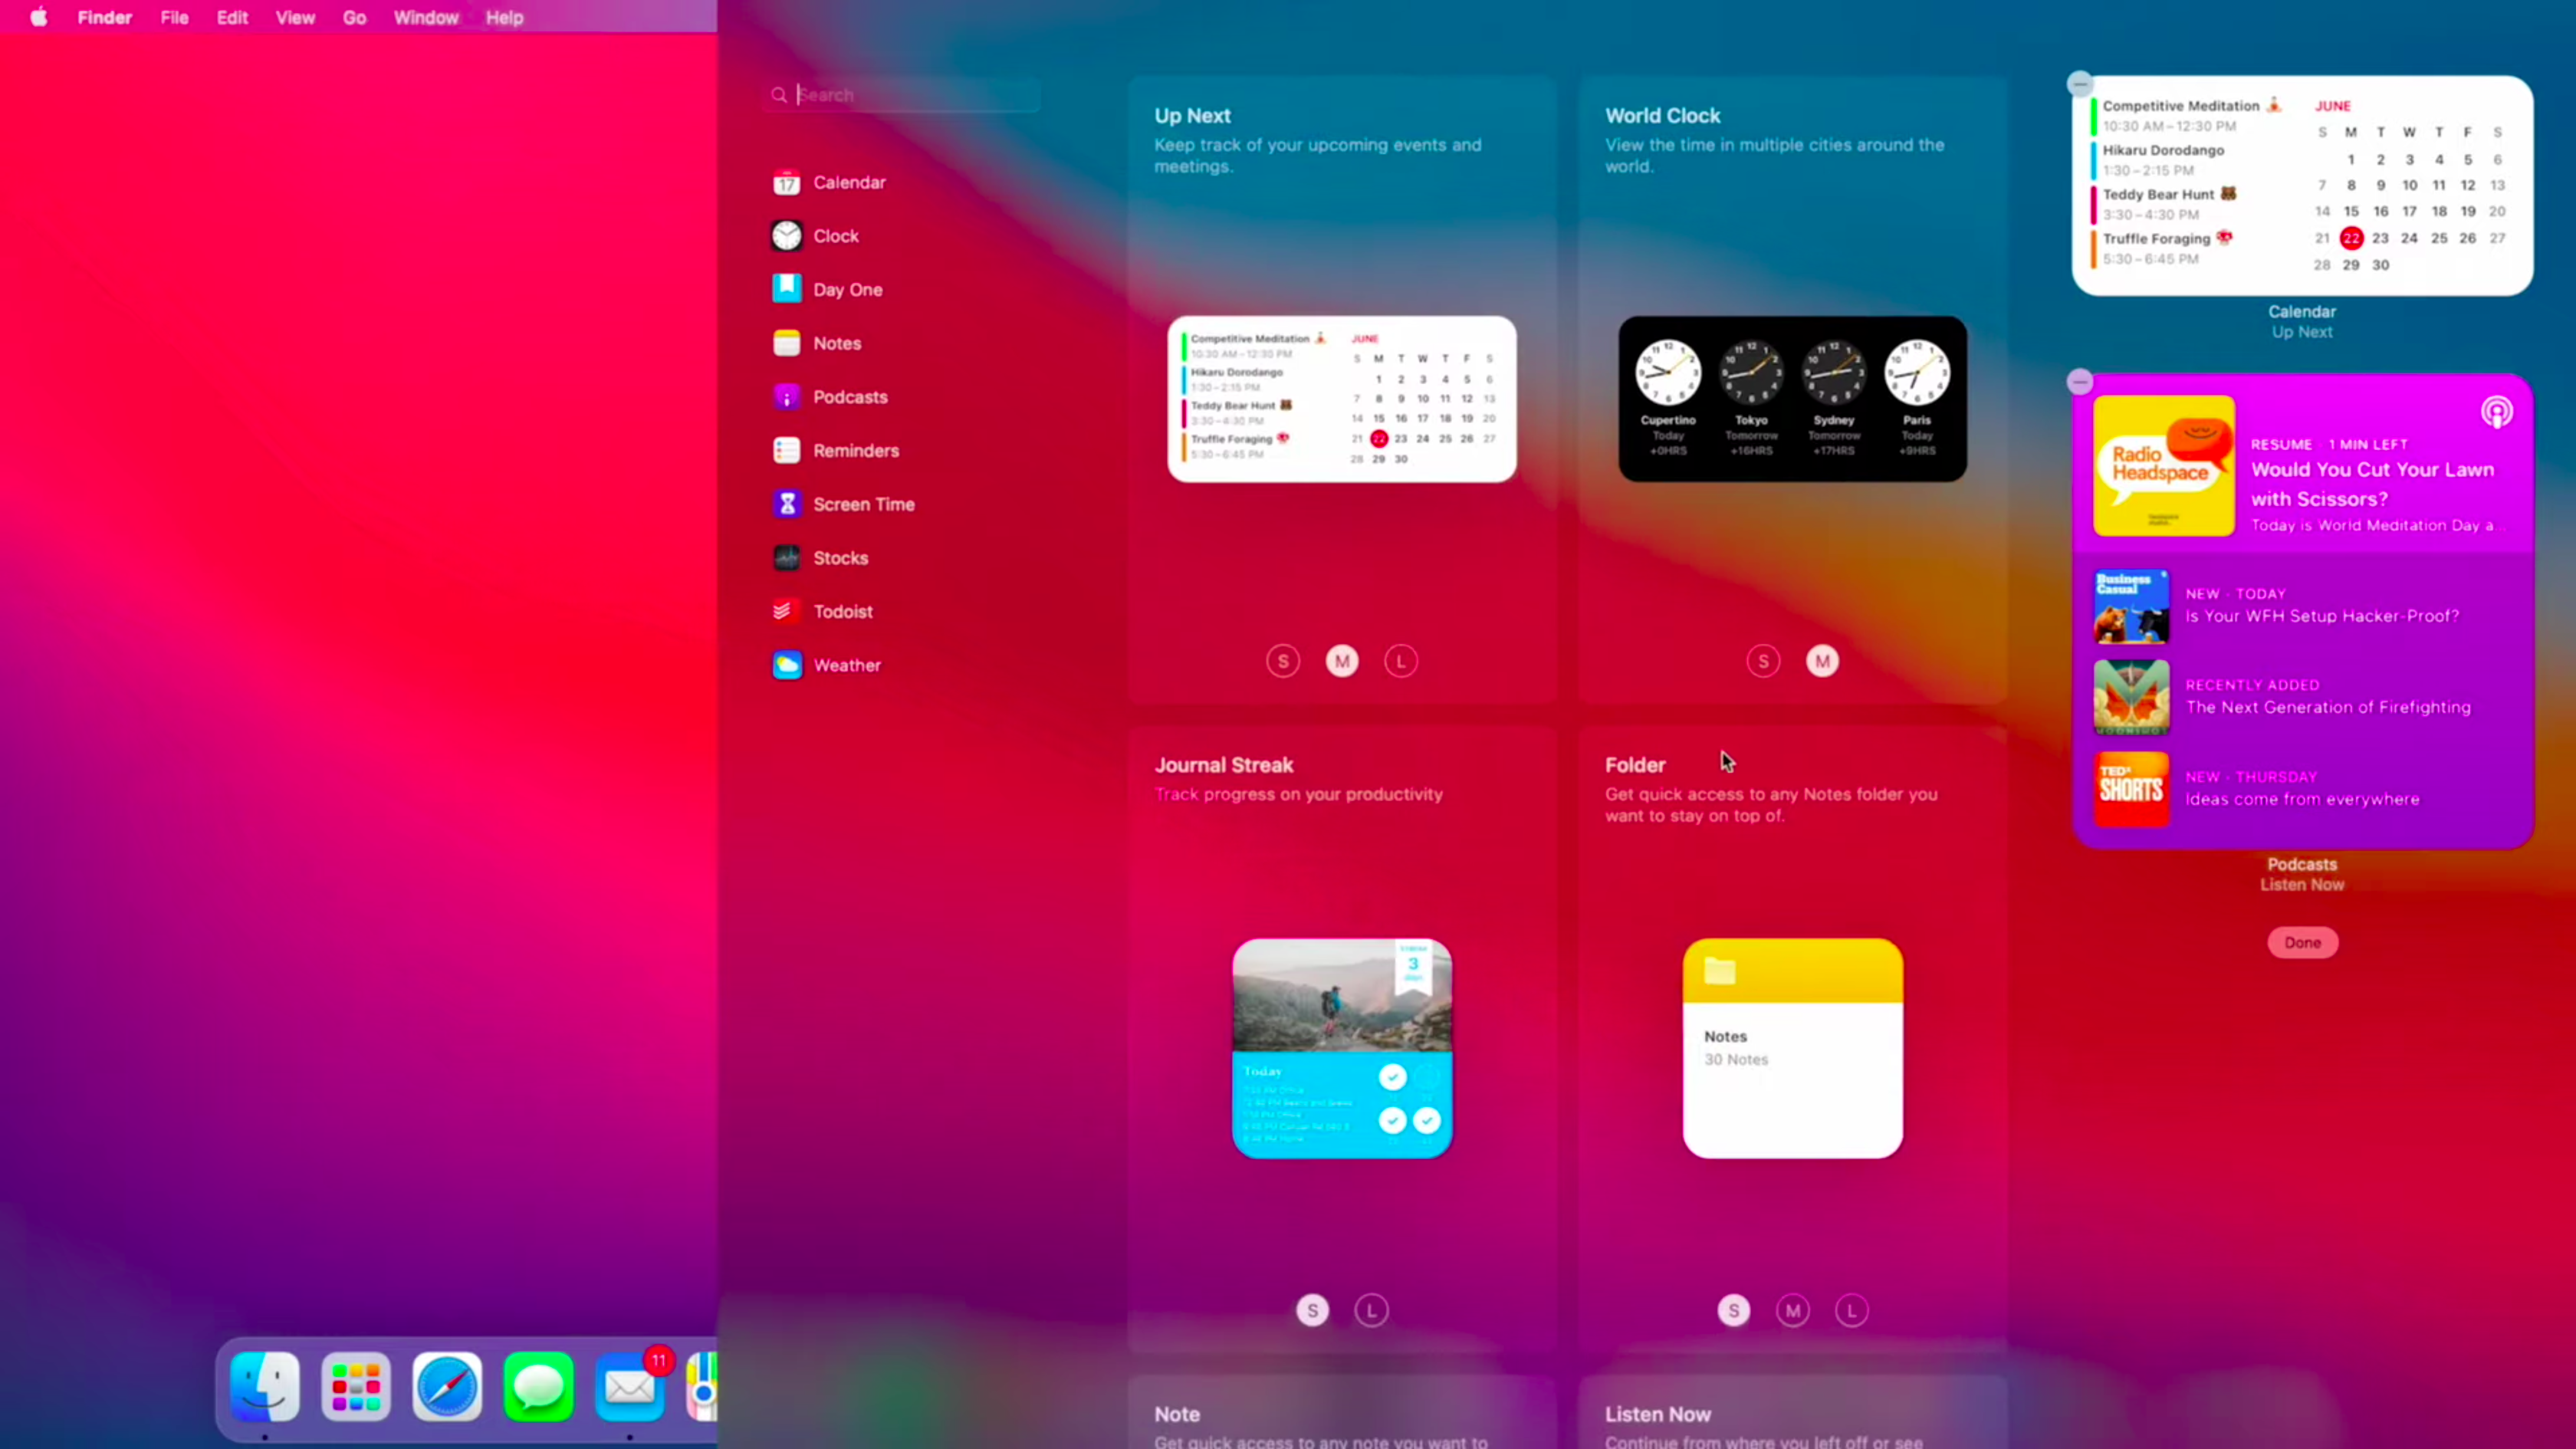 Finder File Edit View Go Window Help
Search
17 Calendar
Clock
Day One
Notes
Podcasts
Reminders
Screen Time
Stocks
Todoist
Weather
Up Next
Keep track of your upcoming events and
meetings.
Competitive Meditation
10:30 AM – 12:30 PM
Hikaru Dorodango
1:30 – 2:15 PM
Teddy Bear Hunt
3:30 – 4:30 PM
Truffle Foraging
5:30 – 6:45 PM
JUNE
S M T W T F S
1 2 3 4 5 6
7 8 9 10 11 12 13
14 15 16 17 18 19 20
21 22 23 24 25 26 27
28 29 30
S M L
World Clock
View the time in multiple cities around the
world.
Cupertino Tokyo Sydney Paris
Today Tomorrow Tomorrow Today
+0HRS +16HRS +17HRS +9HRS
S M
Journal Streak
Track progress on your productivity
3
Today
S L
Folder
Get quick access to any Notes folder you
want to stay on top of.
Notes
30 Notes
S M L
Note
Get quick access to any note you want to
Listen Now
Continue from where you left off or see
Competitive Meditation
10:30 AM – 12:30 PM
Hikaru Dorodango
1:30 – 2:15 PM
Teddy Bear Hunt
3:30 – 4:30 PM
Truffle Foraging
5:30 – 6:45 PM
JUNE
S M T W T F S
1 2 3 4 5 6
7 8 9 10 11 12 13
14 15 16 17 18 19 20
21 22 23 24 25 26 27
28 29 30
Calendar
Up Next
Radio
Headspace
RESUME · 1 MIN LEFT
Would You Cut Your Lawn
with Scissors?
Today is World Meditation Day a...
Business
Casual
NEW · TODAY
Is Your WFH Setup Hacker-Proof?
MOONSHOT
RECENTLY ADDED
The Next Generation of Firefighting
TEDx
SHORTS
NEW · THURSDAY
Ideas come from everywhere
Podcasts
Listen Now
Done
11